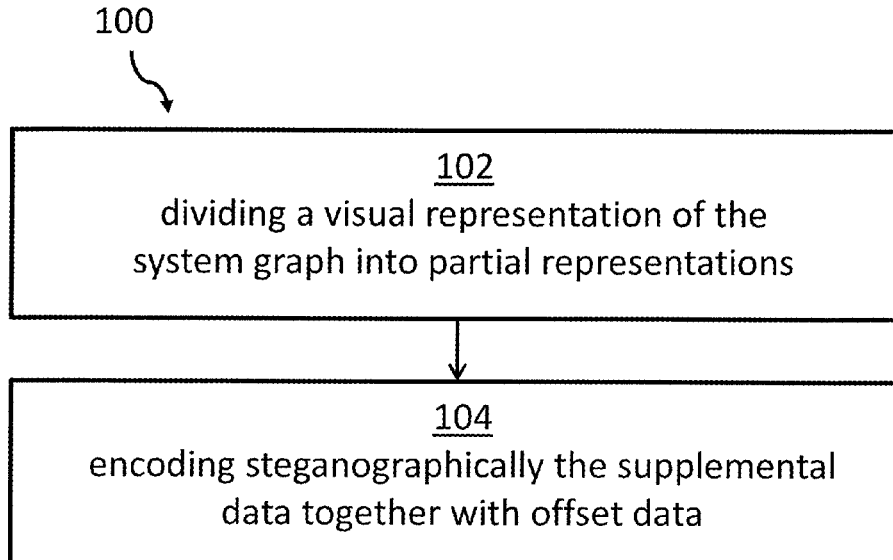 100
102
dividing a visual representation of the
system graph into partial representations
104
encoding steganographically the supplemental
data together with offset data